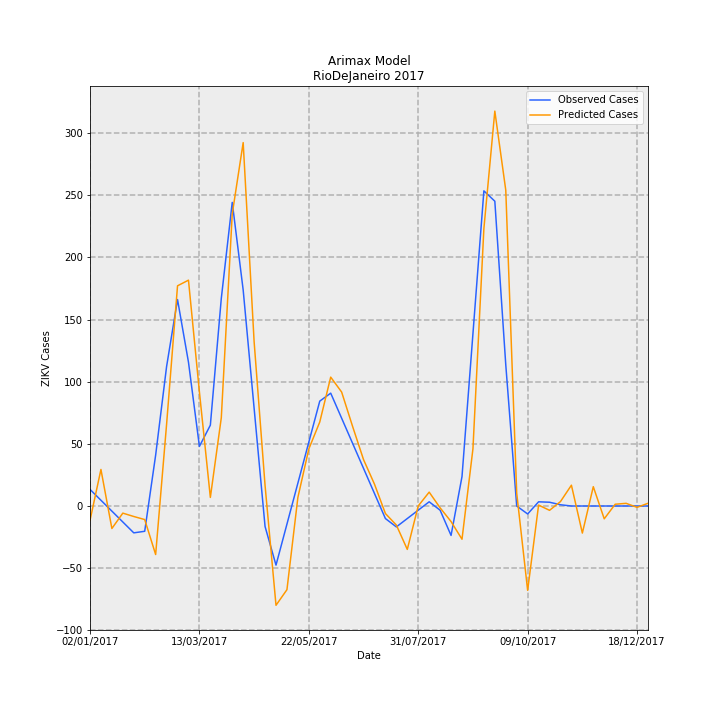 Arimax Model
RioDeJaneiro 2017
Observed Cases
Predicted Cases
300
250
200
150
100
50
0
−50
−100
ZIKV Cases
02/01/2017 13/03/2017 22/05/2017 31/07/2017 09/10/2017 18/12/2017
Date